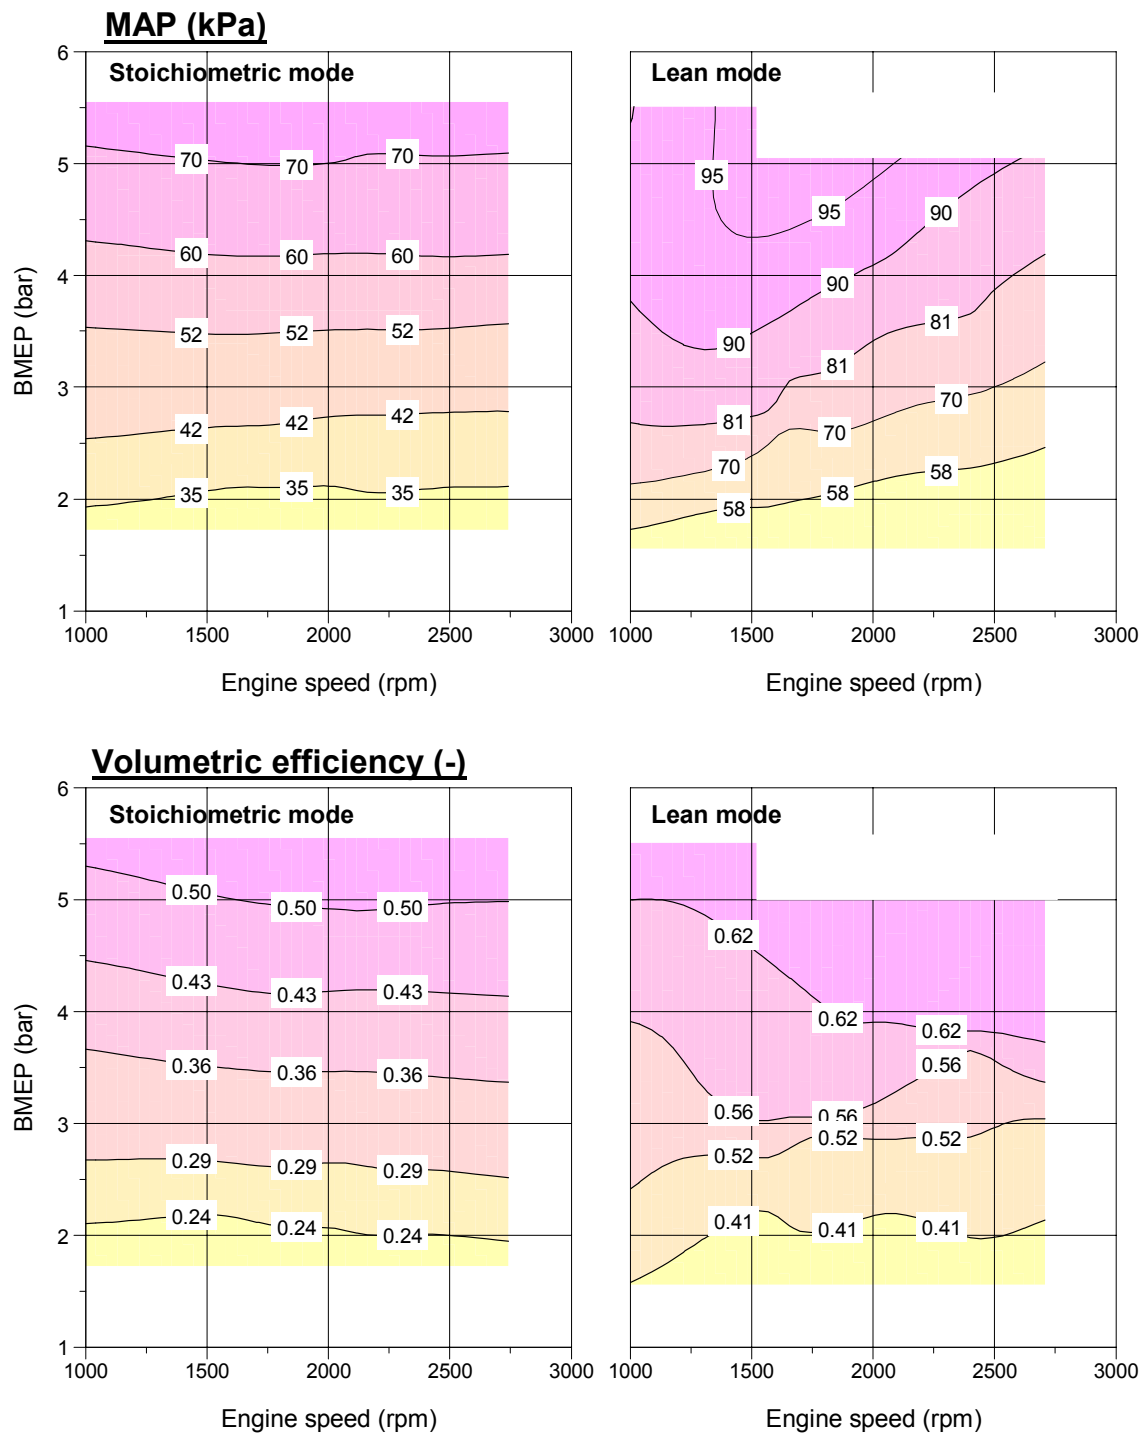 MAP (kPa)
Stoichiometric mode
Lean mode
6
5
4
3
2
1
BMEP (bar)
70 70 70
60 60 60
52 52 52
42 42 42
35 35 35
95
95
90
90
90
81
81
81
70
70
70
58
58
58
1000 1500 2000 2500 3000
1000 1500 2000 2500 3000
Engine speed (rpm)
Engine speed (rpm)
Volumetric efficiency (-)
Stoichiometric mode
Lean mode
6
5
4
3
2
1
BMEP (bar)
0.50 0.50 0.50
0.43 0.43 0.43
0.36 0.36 0.36
0.29 0.29 0.29
0.24 0.24 0.24
0.62
0.62
0.62
0.56
0.56
0.56
0.52
0.52
0.52
0.41
0.41
0.41
1000 1500 2000 2500 3000
1000 1500 2000 2500 3000
Engine speed (rpm)
Engine speed (rpm)